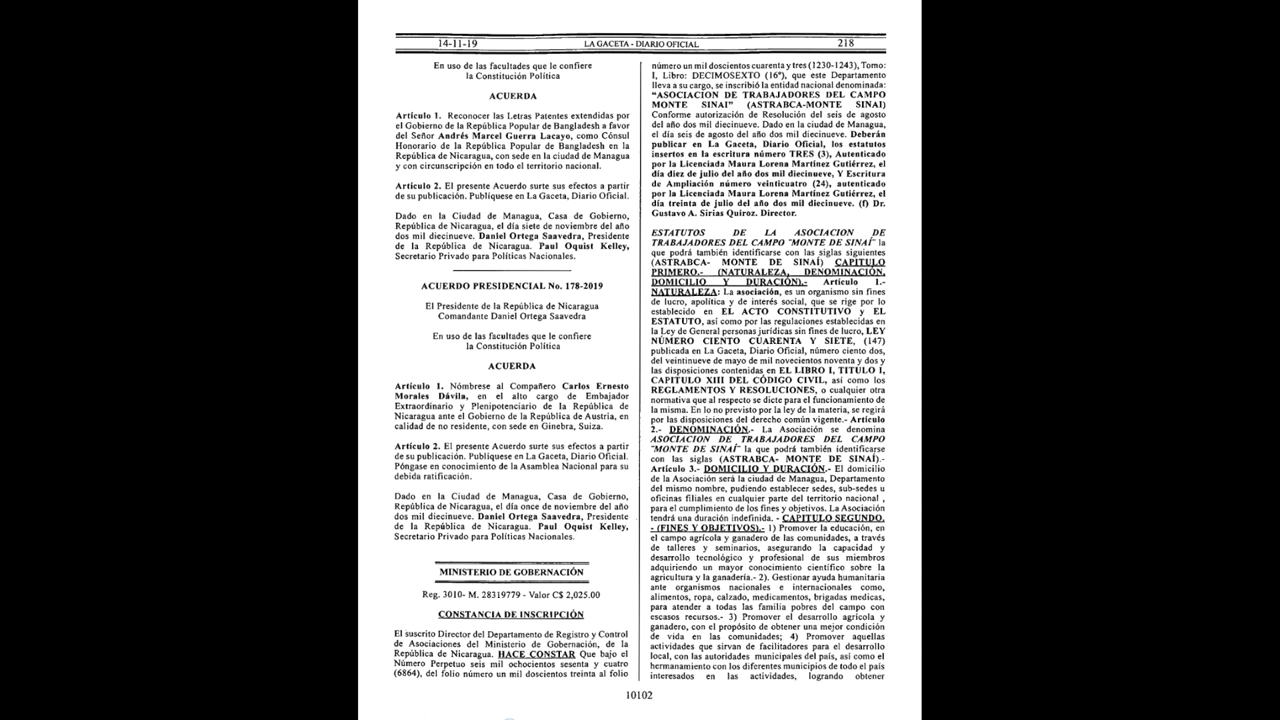 14-11-19 LA GACETA - DIARIO OFICIAL 218
En uso de las facultades que le confiere
la Constitución Política
ACUERDA
Artículo 1. Reconocer las Letras Patentes extendidas por
el Gobierno de la República Popular de Bangladesh a favor
del Señor Andrés Marcel Guerra Lacayo, como Cónsul
Honorario de la República Popular de Bangladesh en la
República de Nicaragua, con sede en la ciudad de Managua
y con circunscripción en todo el territorio nacional.
Artículo 2. El presente Acuerdo surte sus efectos a partir
de su publicación. Publíquese en La Gaceta, Diario Oficial.
Dado en la Ciudad de Managua, Casa de Gobierno,
República de Nicaragua, el día siete de noviembre del año
dos mil diecinueve. Daniel Ortega Saavedra, Presidente
de la República de Nicaragua. Paul Oquist Kelley,
Secretario Privado para Políticas Nacionales.
ACUERDO PRESIDENCIAL No. 178-2019
El Presidente de la República de Nicaragua
Comandante Daniel Ortega Saavedra
En uso de las facultades que le confiere
la Constitución Política
ACUERDA
Artículo 1. Nómbrese al Compañero Carlos Ernesto
Morales Dávila, en el alto cargo de Embajador
Extraordinario y Plenipotenciario de la República de
Nicaragua ante el Gobierno de la República de Austria, en
calidad de no residente, con sede en Ginebra, Suiza.
Artículo 2. El presente Acuerdo surte sus efectos a partir
de su publicación. Publíquese en La Gaceta, Diario Oficial.
Póngase en conocimiento de la Asamblea Nacional para su
debida ratificación.
Dado en la Ciudad de Managua, Casa de Gobierno,
República de Nicaragua, el día once de noviembre del año
dos mil diecinueve. Daniel Ortega Saavedra, Presidente
de la República de Nicaragua. Paul Oquist Kelley,
Secretario Privado para Políticas Nacionales.
MINISTERIO DE GOBERNACIÓN
Reg. 3010- M. 28319779 - Valor C$ 2,025.00
CONSTANCIA DE INSCRIPCIÓN
El suscrito Director del Departamento de Registro y Control
de Asociaciones del Ministerio de Gobernación, de la
República de Nicaragua. HACE CONSTAR Que bajo el
Número Perpetuo seis mil ochocientos sesenta y cuatro
(6864), del folio número un mil doscientos treinta al folio
número un mil doscientos cuarenta y tres (1230-1243), Tomo:
I, Libro: DECIMOSEXTO (16º), que este Departamento
lleva a su cargo, se inscribió la entidad nacional denominada:
“ASOCIACION DE TRABAJADORES DEL CAMPO
MONTE SINAI” (ASTRABCA-MONTE SINAI)
Conforme autorización de Resolución del seis de agosto
del año dos mil diecinueve. Dado en la ciudad de Managua,
el día seis de agosto del año dos mil diecinueve. Deberán
publicar en La Gaceta, Diario Oficial, los estatutos
insertos en la escritura número TRES (3), Autenticado
por la Licenciada Maura Lorena Martínez Gutiérrez, el
día diez de julio del año dos mil diecinueve, Y Escritura
de Ampliación número veinticuatro (24), autenticado
por la Licenciada Maura Lorena Martínez Gutiérrez, el
día treinta de julio del año dos mil diecinueve. (f) Dr.
Gustavo A. Sirias Quiroz. Director.
ESTATUTOS DE LA ASOCIACION DE
TRABAJADORES DEL CAMPO ¨MONTE DE SINAÍ¨ la
que podrá también identificarse con las siglas siguientes
(ASTRABCA- MONTE DE SINAÍ) CAPITULO
PRIMERO.- (NATURALEZA, DENOMINACIÓN,
DOMICILIO Y DURACIÓN).- Artículo 1.-
NATURALEZA: La asociación, es un organismo sin fines
de lucro, apolítica y de interés social, que se rige por lo
establecido en EL ACTO CONSTITUTIVO y EL
ESTATUTO, así como por las regulaciones establecidas en
la Ley de General personas jurídicas sin fines de lucro, LEY
NÚMERO CIENTO CUARENTA Y SIETE, (147)
publicada en La Gaceta, Diario Oficial, número ciento dos,
del veintinueve de mayo de mil novecientos noventa y dos y
las disposiciones contenidas en EL LIBRO I, TITULO I,
CAPITULO XIII DEL CÓDIGO CIVIL, así como los
REGLAMENTOS Y RESOLUCIONES, o cualquier otra
normativa que al respecto se dicte para el funcionamiento de
la misma. En lo no previsto por la ley de la materia, se regirá
por las disposiciones del derecho común vigente.- Artículo
2.- DENOMINACIÓN.- La Asociación se denomina
ASOCIACION DE TRABAJADORES DEL CAMPO
¨MONTE DE SINAÍ¨ la que podrá también identificarse
con las siglas (ASTRABCA- MONTE DE SINAÍ).-
Artículo 3.- DOMICILIO Y DURACIÓN.- El domicilio
de la Asociación será la ciudad de Managua, Departamento
del mismo nombre, pudiendo establecer sedes, sub-sedes u
oficinas filiales en cualquier parte del territorio nacional ,
para el cumplimiento de los fines y objetivos. La Asociación
tendrá una duración indefinida. - CAPITULO SEGUNDO.
- (FINES Y OBJETIVOS).- 1) Promover la educación, en
el campo agrícola y ganadero de las comunidades, a través
de talleres y seminarios, asegurando la capacidad y
desarrollo tecnológico y profesional de sus miembros
adquiriendo un mayor conocimiento científico sobre la
agricultura y la ganadería.- 2). Gestionar ayuda humanitaria
ante organismos nacionales e internacionales como,
alimentos, ropa, calzado, medicamentos, brigadas medicas,
para atender a todas las familia pobres del campo con
escasos recursos.- 3) Promover el desarrollo agrícola y
ganadero, con el propósito de obtener una mejor condición
de vida en las comunidades; 4) Promover aquellas
actividades que sirvan de facilitadores para el desarrollo
local, con las autoridades municipales del país, así como el
hermanamiento con los diferentes municipios de todo el país
interesados en las actividades, logrando obtener
10102